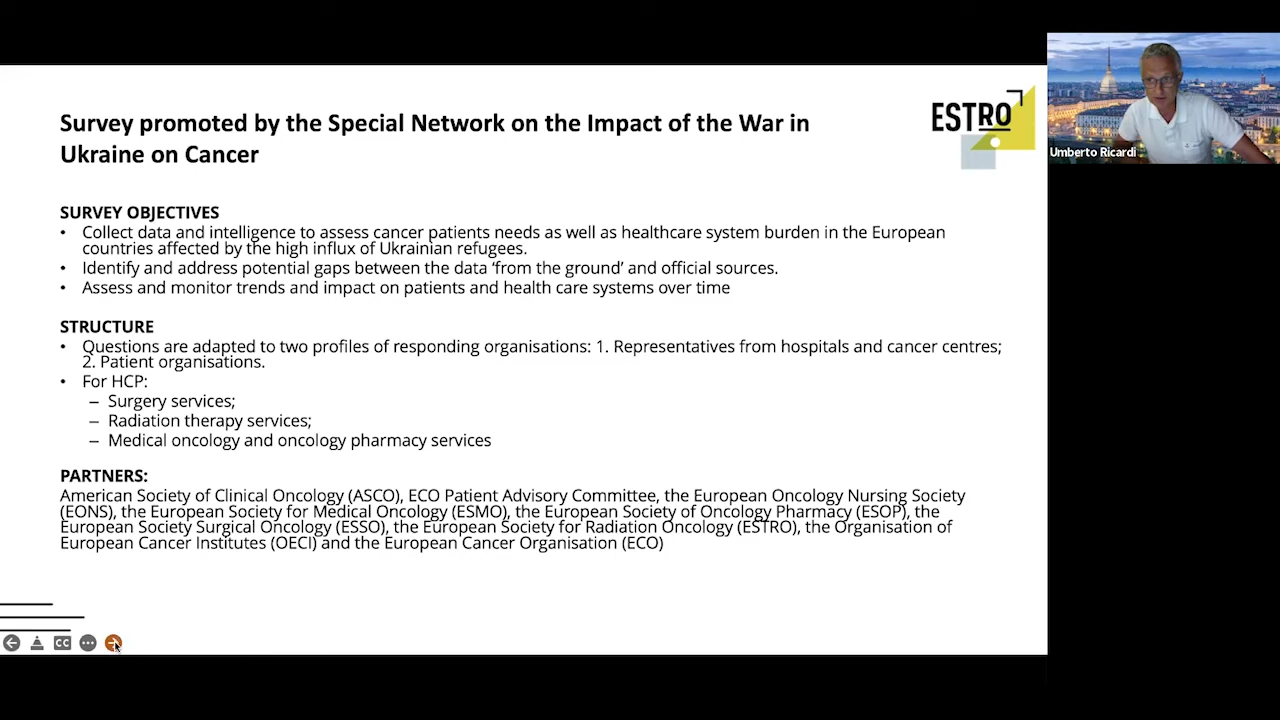 Survey promoted by the Special Network on the Impact of the War in
Ukraine on Cancer
ESTRO
Umberto Ricardi
SURVEY OBJECTIVES
• Collect data and intelligence to assess cancer patients needs as well as healthcare system burden in the European
countries affected by the high influx of Ukrainian refugees.
• Identify and address potential gaps between the data ‘from the ground’ and official sources.
• Assess and monitor trends and impact on patients and health care systems over time
STRUCTURE
• Questions are adapted to two profiles of responding organisations: 1. Representatives from hospitals and cancer centres;
2. Patient organisations.
• For HCP:
– Surgery services;
– Radiation therapy services;
– Medical oncology and oncology pharmacy services
PARTNERS:
American Society of Clinical Oncology (ASCO), ECO Patient Advisory Committee, the European Oncology Nursing Society
(EONS), the European Society for Medical Oncology (ESMO), the European Society of Oncology Pharmacy (ESOP), the
European Society Surgical Oncology (ESSO), the European Society for Radiation Oncology (ESTRO), the Organisation of
European Cancer Institutes (OECI) and the European Cancer Organisation (ECO)
CC